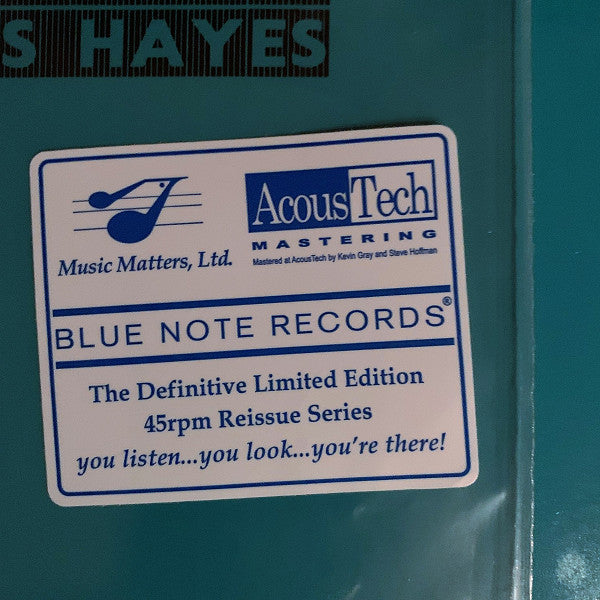 S HAYES
Music Matters, Ltd.
AcousTech
MASTERING
Mastered at AcousTech by Kevin Gray and Steve Hoffman
BLUE NOTE RECORDS®
The Definitive Limited Edition
45rpm Reissue Series
you listen...you look...you're there!